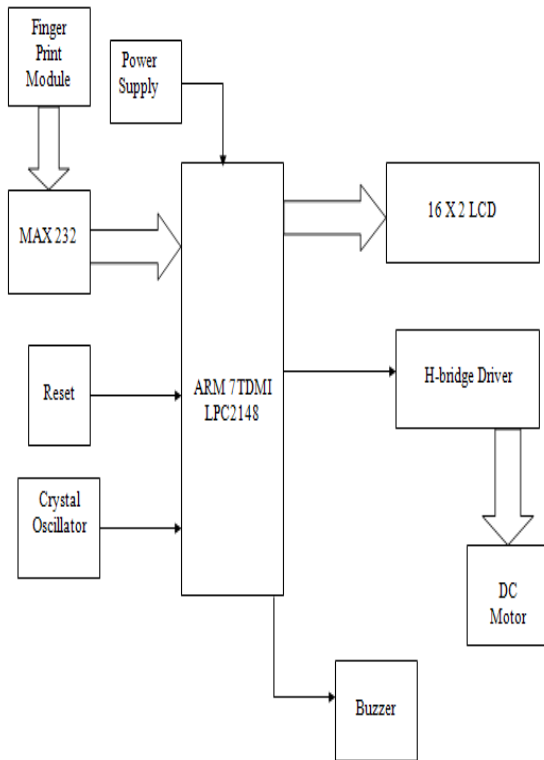 Finger
Print
Module
Power
Supply
MAX 232
16 X 2 LCD
ARM 7TDMI
LPC2148
Reset
H-bridge Driver
Crystal
Oscillator
DC
Motor
Buzzer